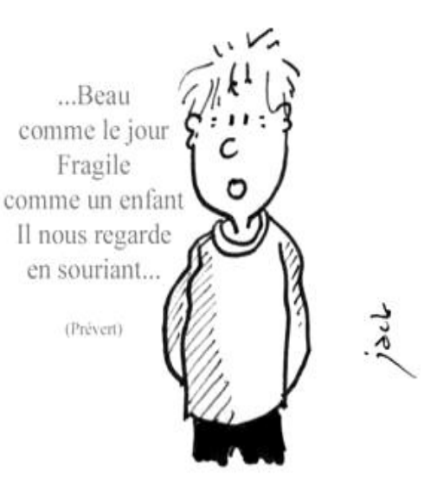 ...Beau
comme le jour
Fragile
comme un enfant
Il nous regarde
en souriant...
(Prévert)
jack